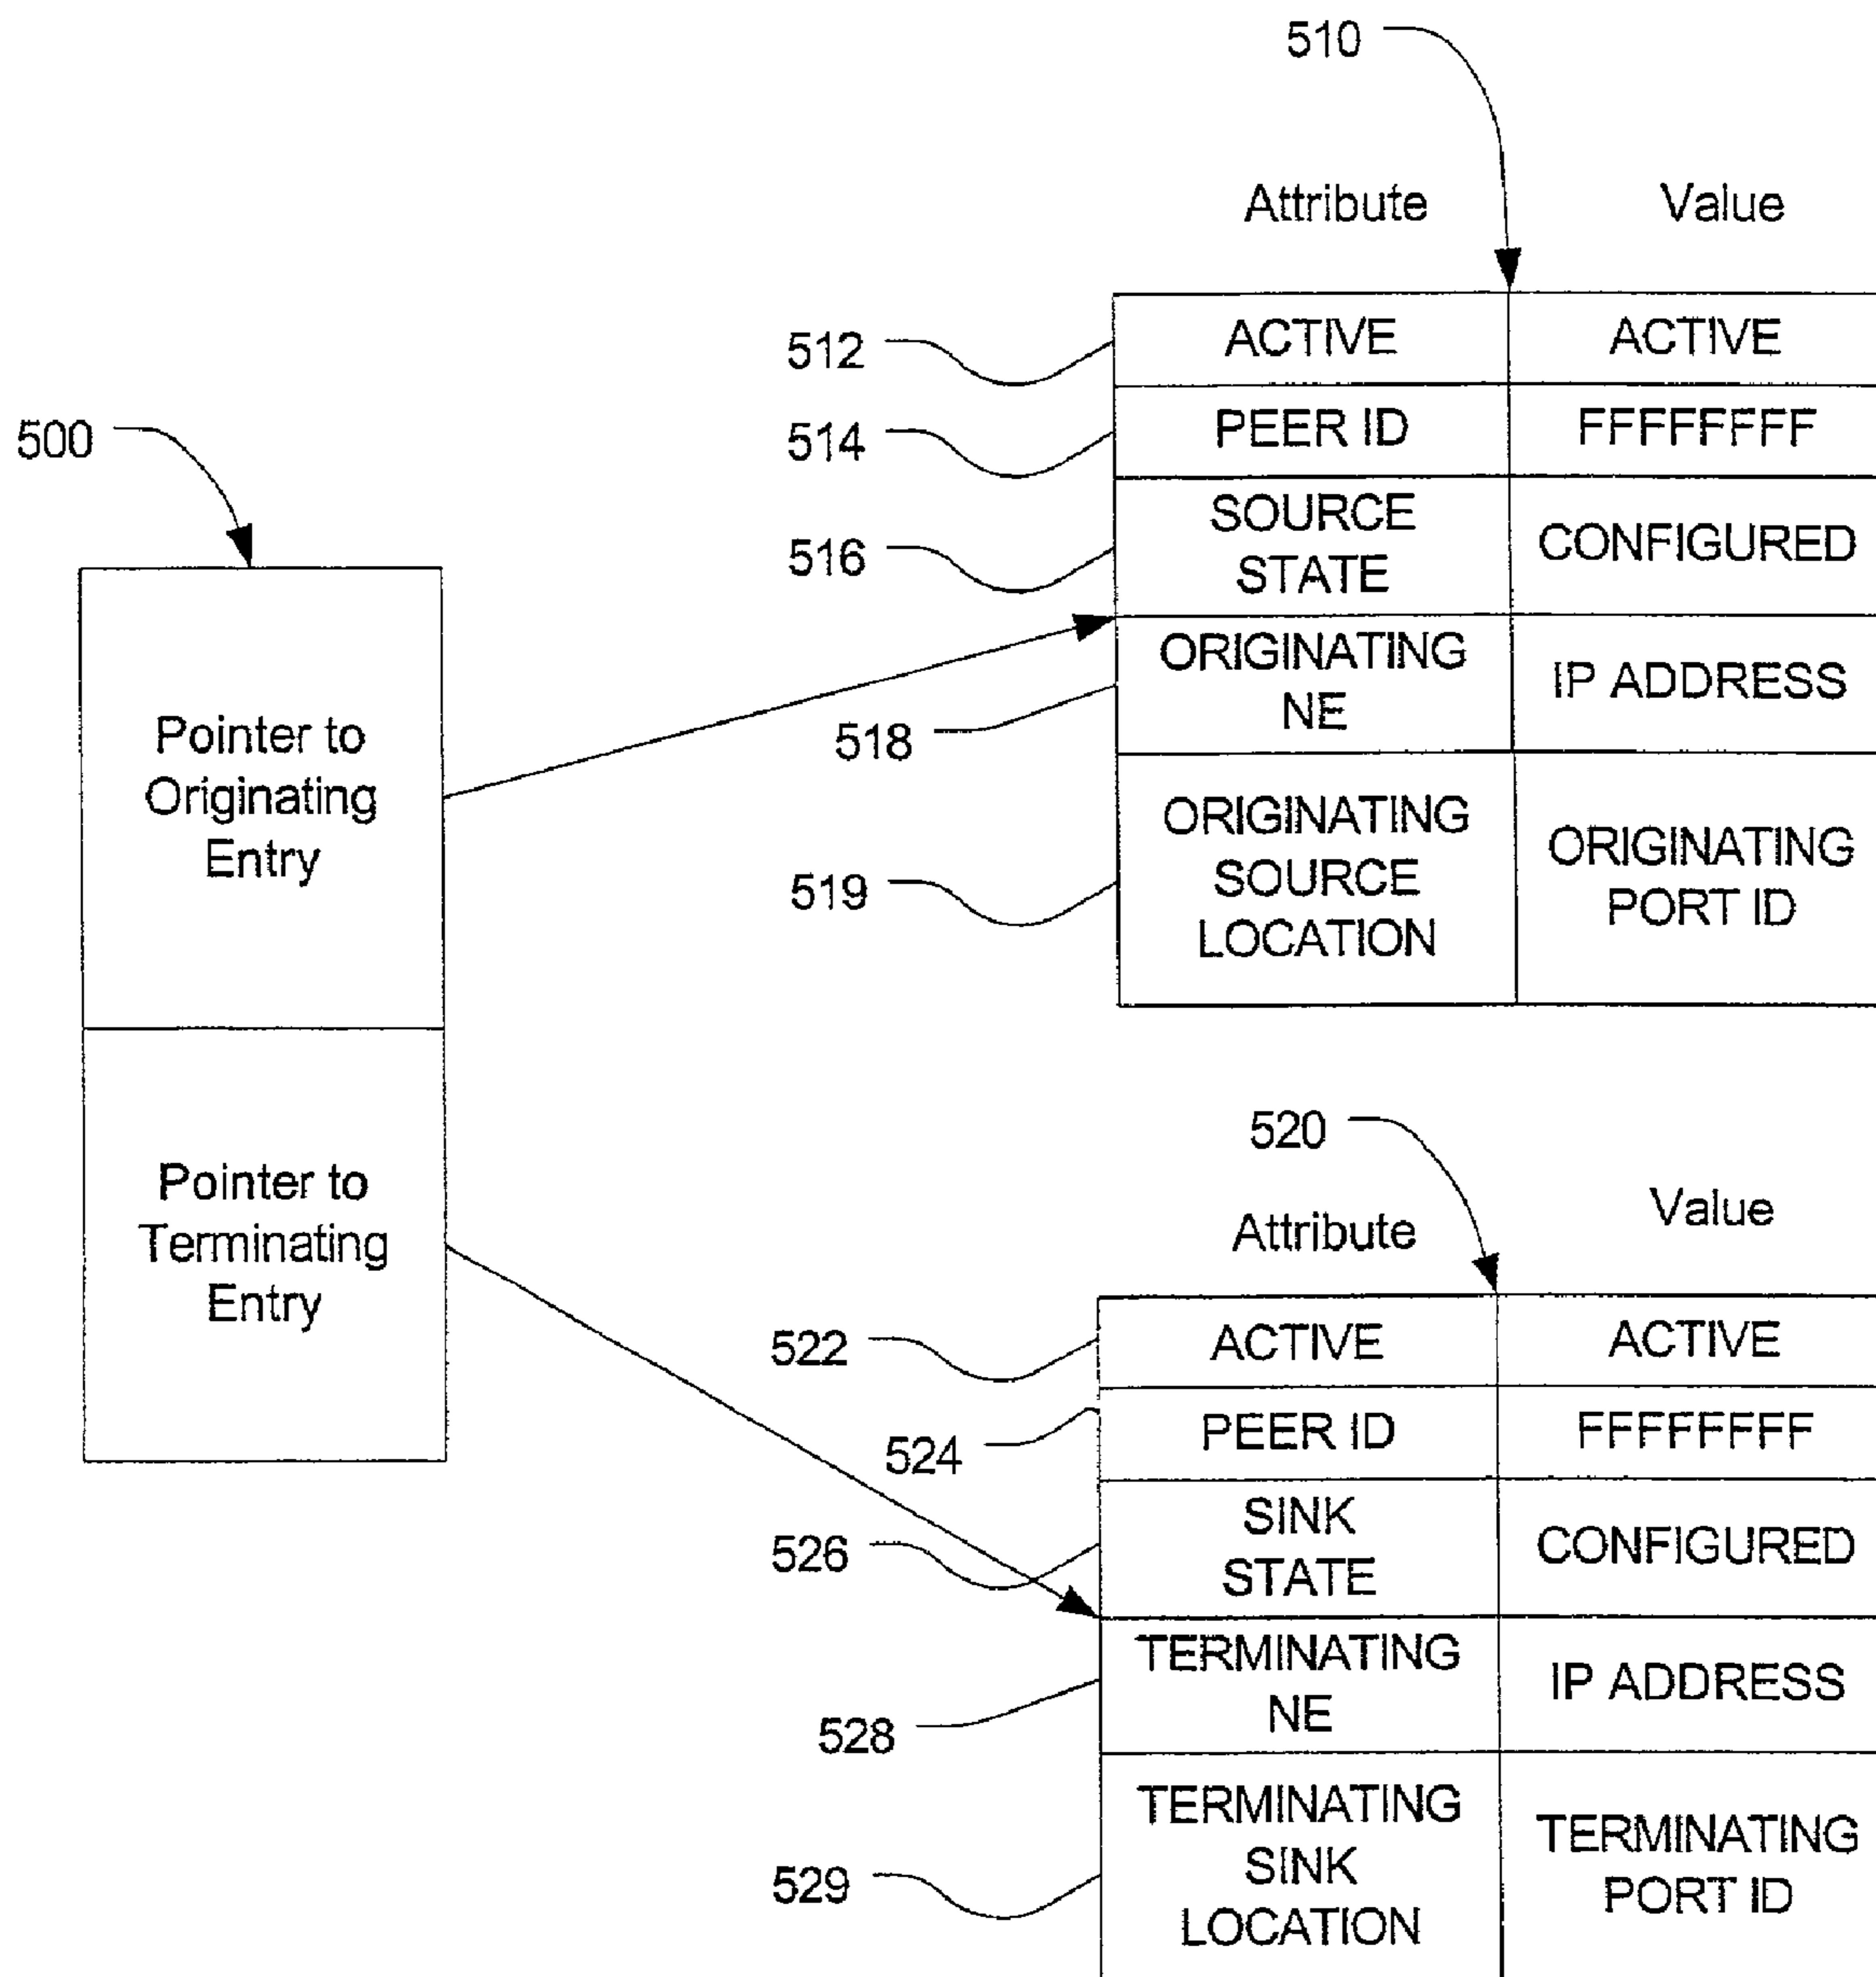 510
Attribute Value
512 ACTIVE ACTIVE
500
514 PEER ID FFFFFFFF
516 SOURCE
STATE CONFIGURED
518 ORIGINATING
NE IP ADDRESS
519 ORIGINATING
SOURCE
LOCATION
ORIGINATING
PORT ID
Pointer to
Originating
Entry
Pointer to
Terminating
Entry
520
Attribute Value
522 ACTIVE ACTIVE
524 PEER ID FFFFFFFF
526 SINK
STATE CONFIGURED
528 TERMINATING
NE IP ADDRESS
529 TERMINATING
SINK
LOCATION
TERMINATING
PORT ID